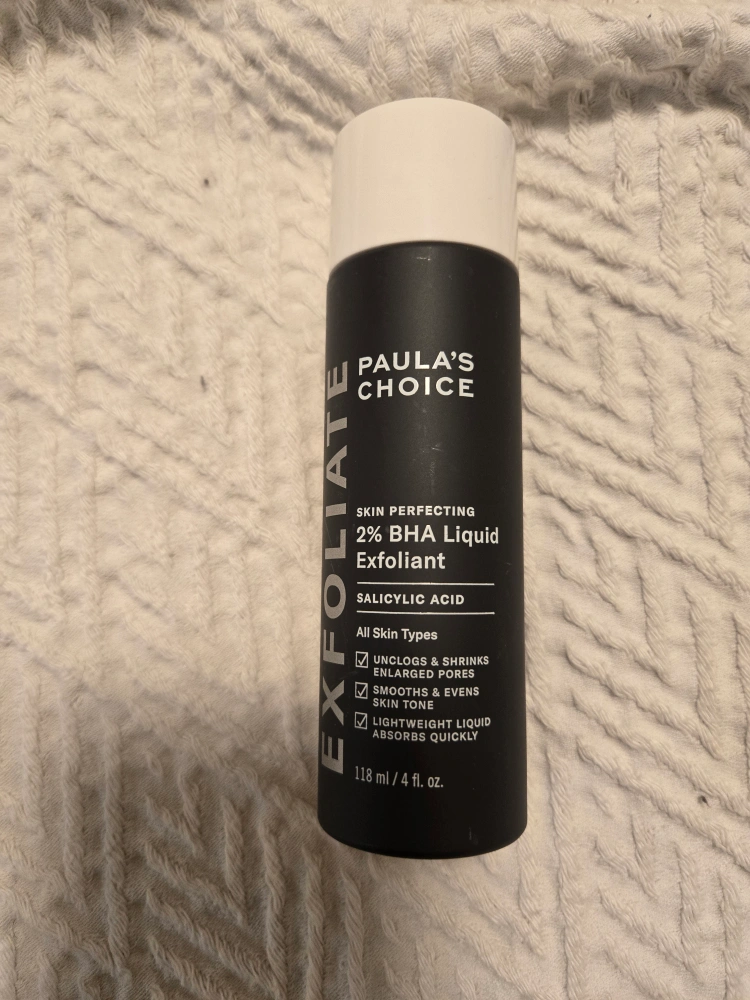 EXFOLIATE
PAULA'S
CHOICE
SKIN PERFECTING
2% BHA Liquid
Exfoliant
SALICYLIC ACID
All Skin Types
☑ UNCLOGS & SHRINKS
ENLARGED PORES
☑ SMOOTHS & EVENS
SKIN TONE
☑ LIGHTWEIGHT LIQUID
ABSORBS QUICKLY
118 ml / 4 fl. oz.